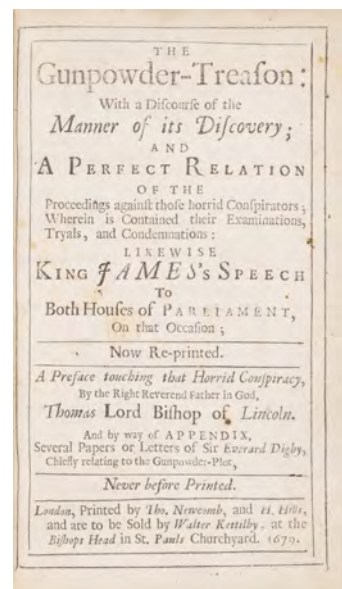 THE
Gunpowder-Treaſon:
With a Diſcourſe of the
Manner of its Diſcovery;
AND
A PERFECT RELATION
OF THE
Proceedings againſt thoſe horrid Conſpirators;
Wherein is Contained their Examinations,
Tryals, and Condemnations:
LIKEWISE
KING JAMES's SPEECH
TO
Both Houſes of PARLIAMENT,
On that Occaſion;
Now Re-printed.
A Preface touching that Horrid Conſpiracy,
By the Right Reverend Father in God,
Thomas Lord Biſhop of Lincoln.
And by way of APPENDIX,
Several Papers or Letters of Sir Everard Digby,
Chiefly relating to the Gunpowder-Plot,
Never before Printed.
London, Printed by Tho. Newcomb, and H. Hills,
and are to be Sold by Walter Kettilby, at the
Biſhops Head in St. Pauls Churchyard. 1679.